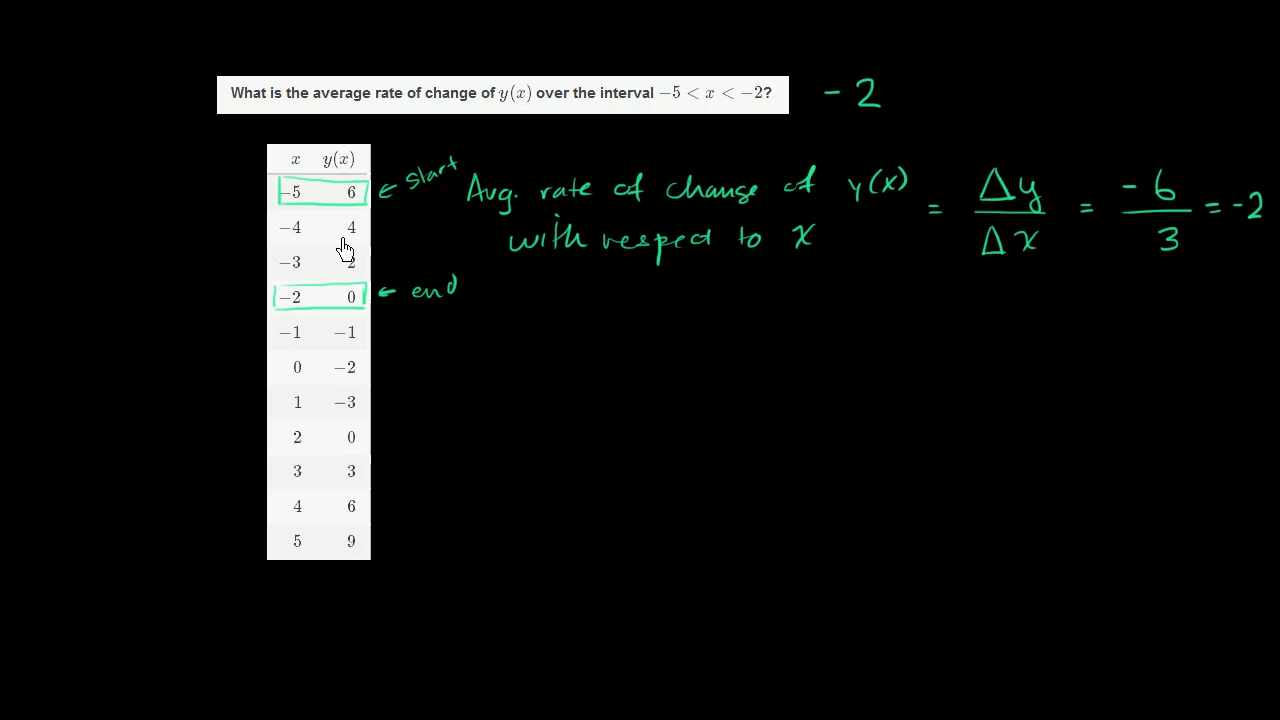 What is the average rate of change of y(x) over the interval −5 < x < −2? -2
x y(x)
−5 6 ← start
−4 4
−3 2
−2 0 ← end
−1 −1
0 −2
1 −3
2 0
3 3
4 6
5 9
Avg. rate of change of y(x)
with respect to x
= Δy/Δx = -6/3 = -2